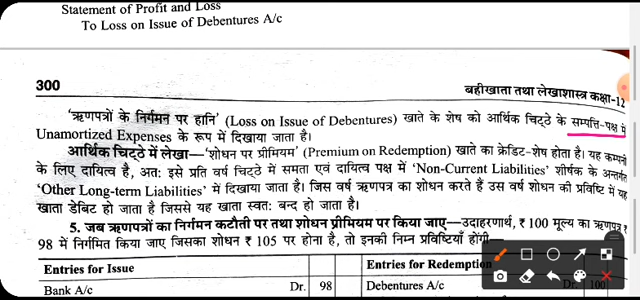 Statement of Profit and Loss
To Loss on Issue of Debentures A/c
300
बहीखाता तथा लेखाशास्त्र कक्षा-12
'ऋणपत्रों के निर्गमन पर हानि' (Loss on Issue of Debentures) खाते के शेष को आर्थिक चिट्ठे के सम्पत्ति-पक्ष में
Unamortized Expenses के रूप में दिखाया जाता है।
आर्थिक चिट्ठे में लेखा—'शोधन पर प्रीमियम' (Premium on Redemption) खाते का क्रेडिट-शेष होता है। यह कम्पनी
के लिए दायित्व है, अतः इसे प्रति वर्ष चिट्ठे में समता एवं दायित्व पक्ष में 'Non-Current Liabilities' शीर्षक के अन्तर्गत
'Other Long-term Liabilities' में दिखाया जाता है। जिस वर्ष ऋणपत्र का शोधन करते हैं उस वर्ष शोधन की प्रविष्टि में यह
खाता डेबिट हो जाता है जिससे यह खाता स्वतः बन्द हो जाता है।
5. जब ऋणपत्रों का निर्गमन कटौती पर तथा शोधन प्रीमियम पर किया जाए—उदाहरणार्थ, ₹ 100 मूल्य का ऋणपत्र ₹
98 में निर्गमित किया जाए जिसका शोधन ₹ 105 पर होना है, तो इनकी निम्न प्रविष्टियाँ होंगी—
Entries for Issue
Entries for Redemption
Bank A/c Dr. 98
Debentures A/c Dr. 100